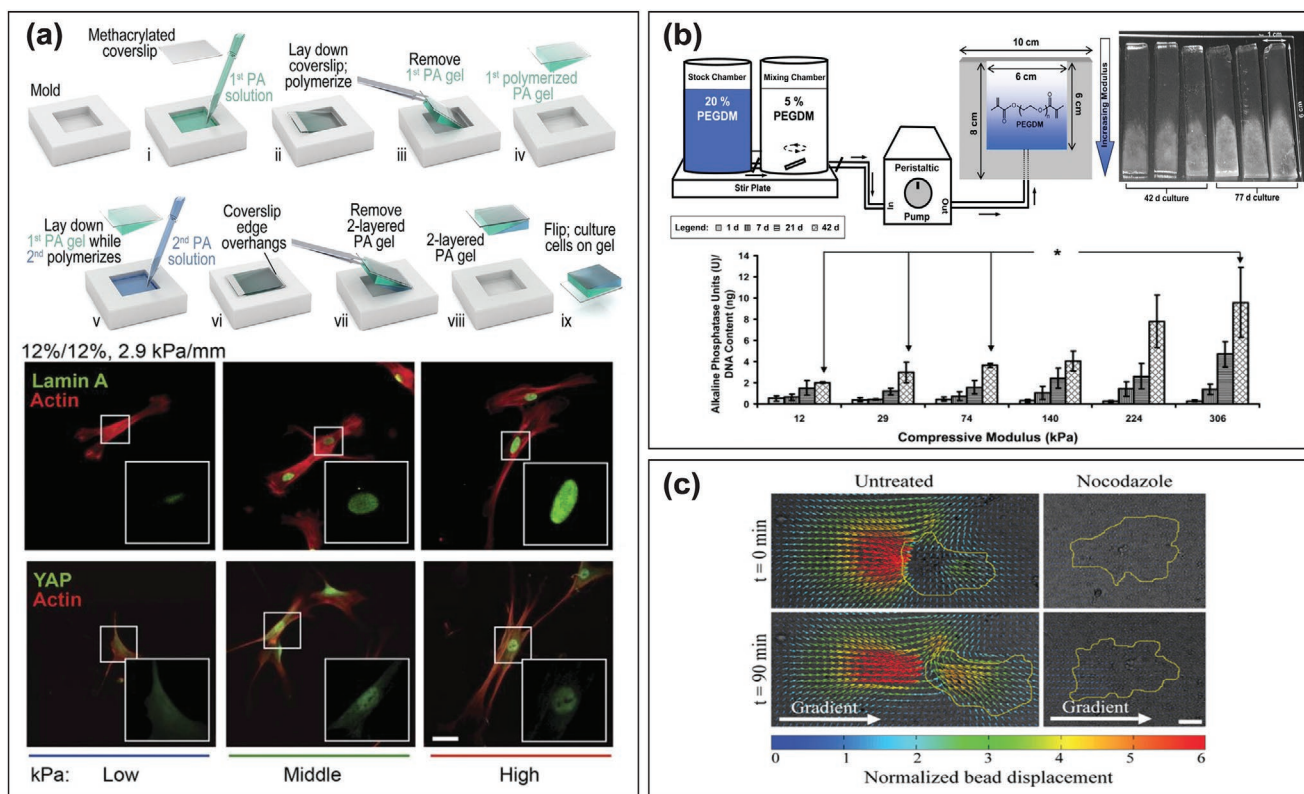 (a)
Methacrylated
coverslip
Mold
1st PA
solution
Lay down
coverslip;
polymerize
Remove
1st PA gel
1st polymerized
PA gel
i
ii
iii
iv
Lay down
1st PA gel while
2nd polymerizes
2nd PA
solution
Coverslip
edge
overhangs
Remove
2-layered
PA gel
2-layered
PA gel
Flip; culture
cells on gel
v
vi
vii
viii
ix
12%/12%, 2.9 kPa/mm
Lamin A
Actin
YAP
Actin
kPa: Low Middle High
(b)
Stock Chamber
20 %
PEGDM
Mixing Chamber
5 %
PEGDM
Stir Plate
In
Peristaltic
Pump
Out
10 cm
6 cm
8 cm
6 cm
O
O
O
O
n
PEGDM
Increasing Modulus
1 cm
6 cm
42 d culture
77 d culture
Legend: 1 d 7 d 21 d 42 d
Alkaline Phosphatase Units (U)/
DNA Content (ng)
14
12
10
8
6
4
2
0
*
12 29 74 140 224 306
Compressive Modulus (kPa)
(c)
Untreated
Nocodazole
t = 0 min
t = 90 min
Gradient
Gradient
0 1 2 3 4 5 6
Normalized bead displacement